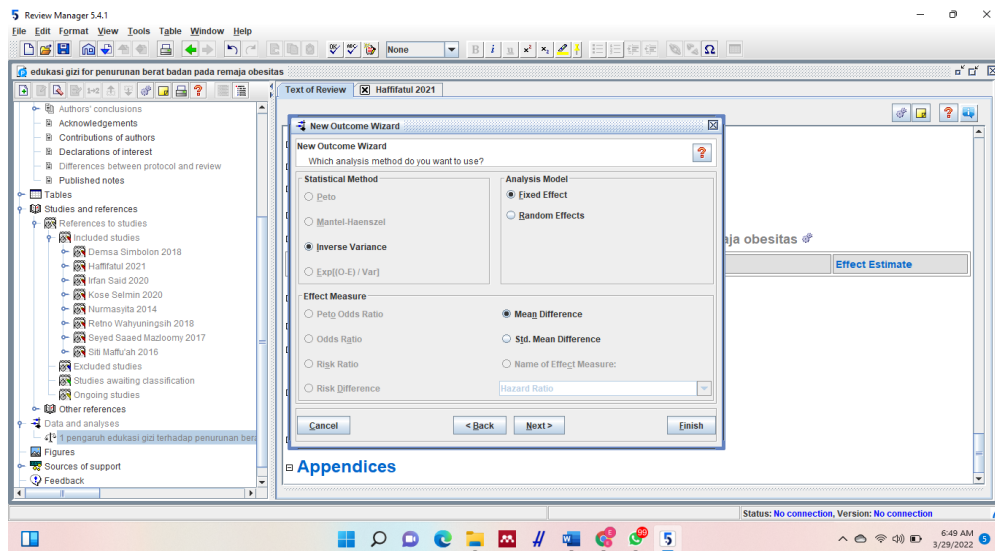 Review Manager 5.4.1
File Edit Format View Tools Table Window Help
None
edukasi gizi for penurunan berat badan pada remaja obesitas
Text of Review Haffifatul 2021
Authors' conclusions
Acknowledgements
Contributions of authors
Declarations of interest
Differences between protocol and review
Published notes
Tables
Studies and references
References to studies
Included studies
Demsa Simbolon 2018
Haffifatul 2021
Irfan Said 2020
Kose Selmin 2020
Nurmasyita 2014
Retno Wahyuningsih 2018
Seyed Saaed Mazloomy 2017
Siti Maffu'ah 2016
Excluded studies
Studies awaiting classification
Ongoing studies
Other references
Data and analyses
1 pengaruh edukasi gizi terhadap penurunan ber
Figures
Sources of support
Feedback
New Outcome Wizard
New Outcome Wizard
Which analysis method do you want to use?
Statistical Method
Peto
Mantel-Haenszel
Inverse Variance
Exp[(O-E) / Var]
Analysis Model
Fixed Effect
Random Effects
Effect Measure
Peto Odds Ratio
Odds Ratio
Risk Ratio
Risk Difference
Mean Difference
Std. Mean Difference
Name of Effect Measure:
Hazard Ratio
Cancel < Back Next > Finish
aja obesitas
Effect Estimate
Appendices
Status: No connection, Version: No connection
99
5
6:49 AM
3/29/2022
5